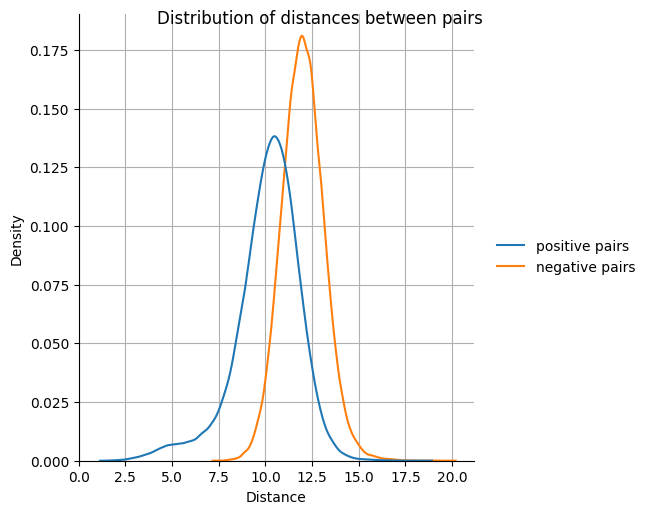 Distribution of distances between pairs
0.175
0.150
0.125
0.100
0.075
0.050
0.025
0.000
Density
0.0 2.5 5.0 7.5 10.0 12.5 15.0 17.5 20.0
Distance
positive pairs
negative pairs